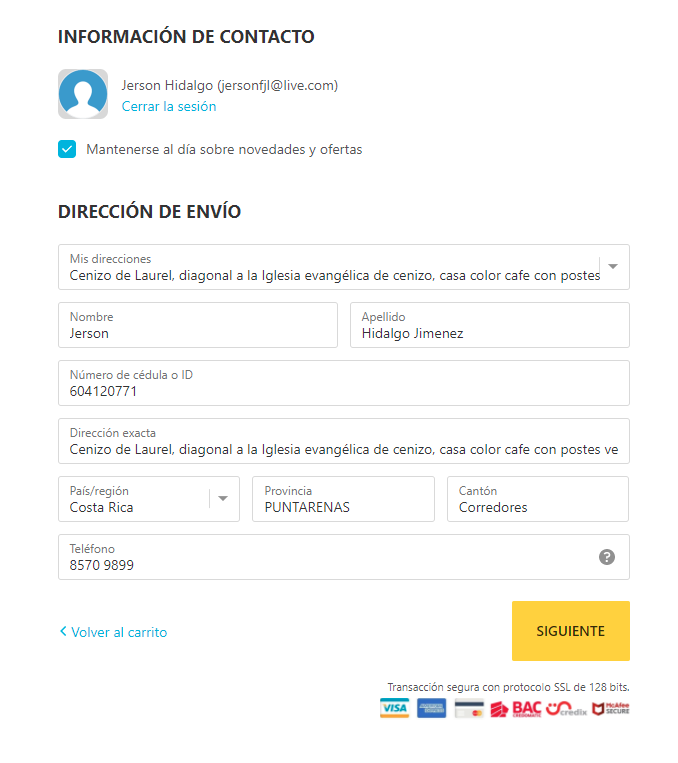 INFORMACIÓN DE CONTACTO
Jerson Hidalgo (jersonfjl@live.com)
Cerrar la sesión
Mantenerse al día sobre novedades y ofertas
DIRECCIÓN DE ENVÍO
Mis direcciones
Cenizo de Laurel, diagonal a la Iglesia evangélica de cenizo, casa color cafe con postes
Nombre
Jerson
Apellido
Hidalgo Jimenez
Número de cédula o ID
604120771
Dirección exacta
Cenizo de Laurel, diagonal a la Iglesia evangélica de cenizo, casa color cafe con postes ve
País/región
Costa Rica
Provincia
PUNTARENAS
Cantón
Corredores
Teléfono
8570 9899
?
Volver al carrito
SIGUIENTE
Transacción segura con protocolo SSL de 128 bits.
VISA
BAC
CREDOMATIC
credix
McAfee
SECURE